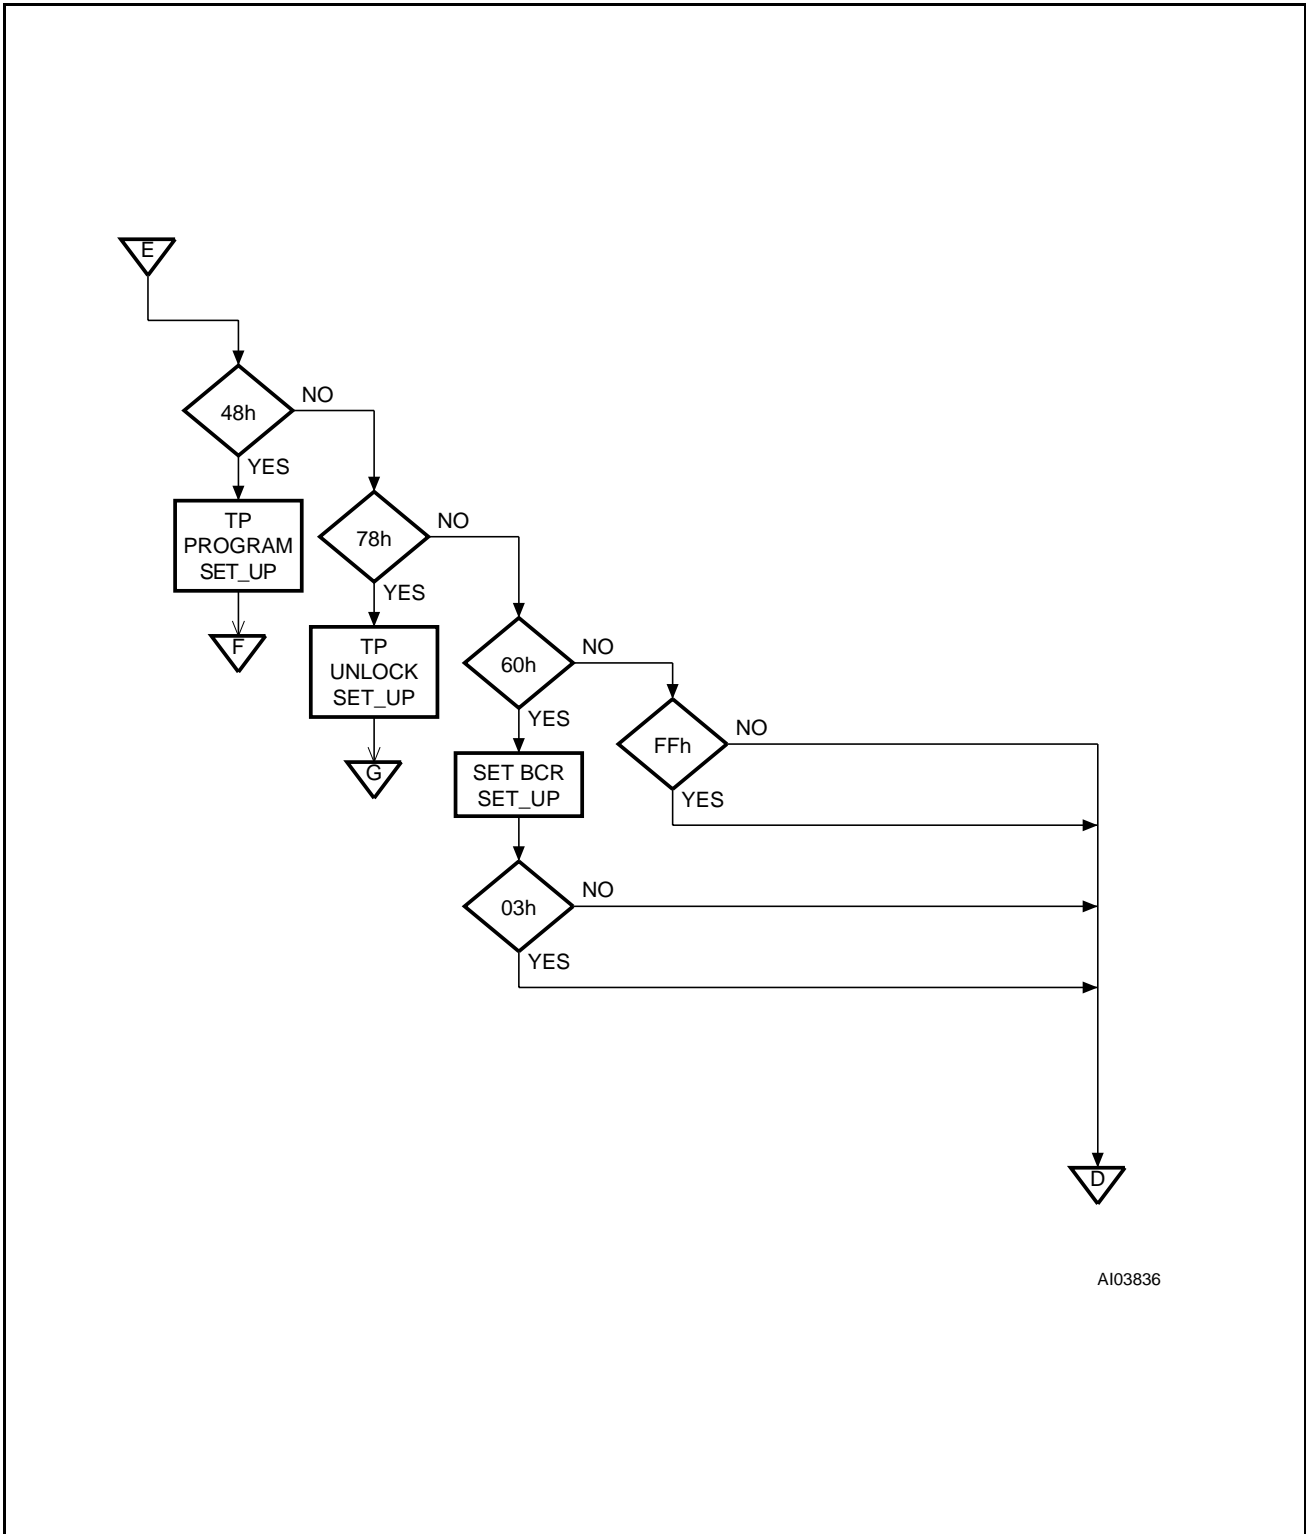 E
48h
NO
YES
TP
PROGRAM
SET_UP
F
78h
NO
YES
TP
UNLOCK
SET_UP
G
60h
NO
YES
SET BCR
SET_UP
FFh
NO
YES
03h
NO
YES
D
AI03836